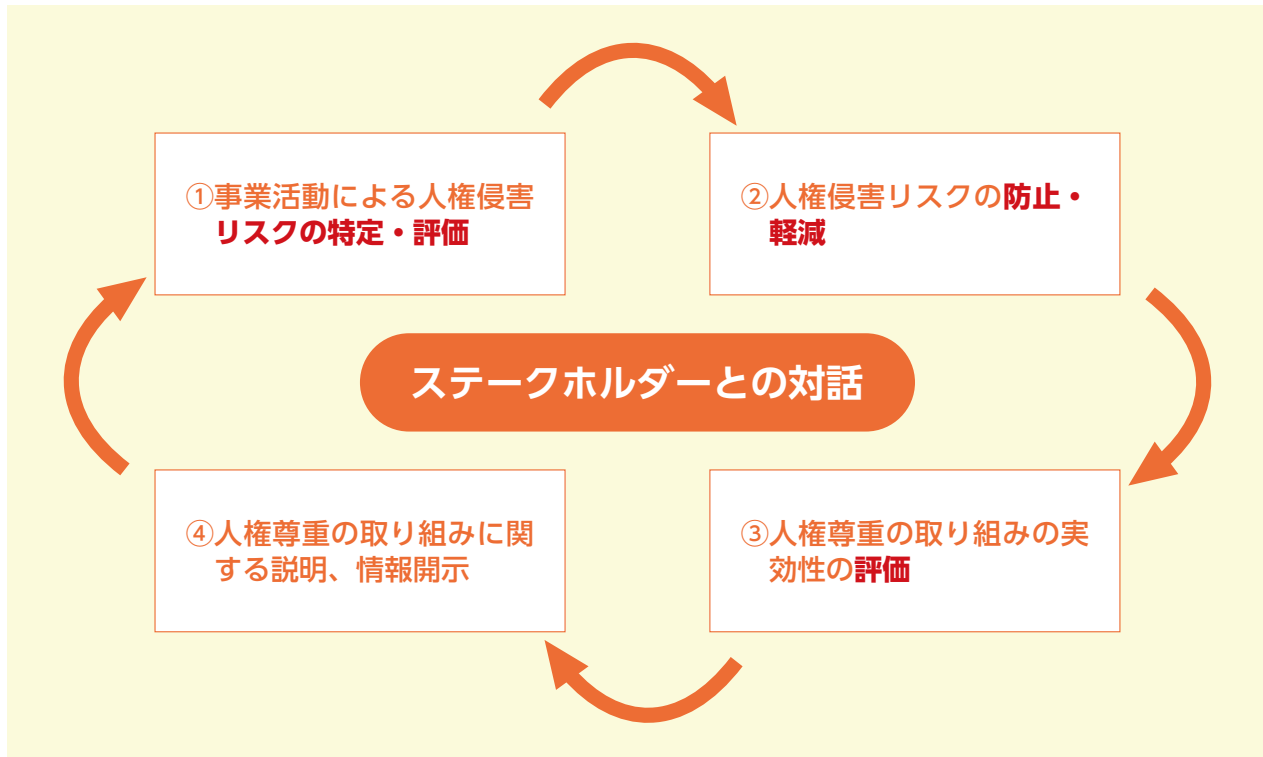 ①事業活動による人権侵害
リスクの特定・評価
②人権侵害リスクの防止・
軽減
ステークホルダーとの対話
④人権尊重の取り組みに関
する説明、情報開示
③人権尊重の取り組みの実
効性の評価